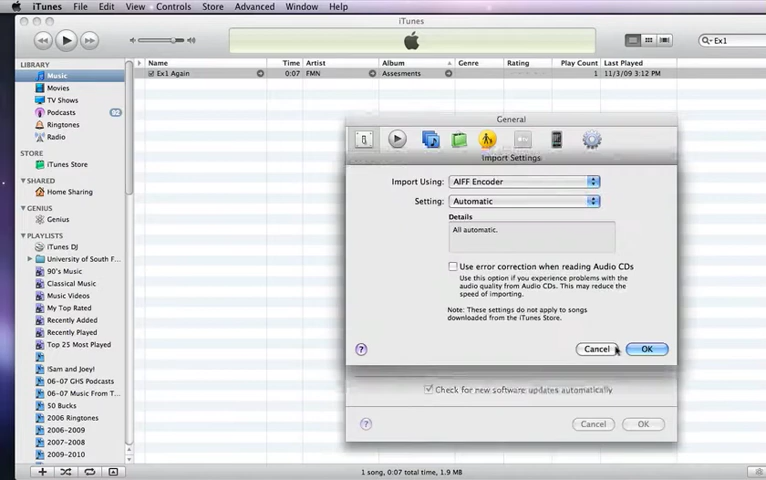 iTunes File Edit View Controls Store Advanced Window Help
iTunes
Ex1
LIBRARY
Music
Movies
TV Shows
Podcasts
Ringtones
Radio
STORE
iTunes Store
SHARED
Home Sharing
GENIUS
Genius
PLAYLISTS
iTunes DJ
University of South F...
90's Music
Classical Music
Music Videos
My Top Rated
Recently Added
Recently Played
Top 25 Most Played
!Sam and Joey!
06-07 GHS Podcasts
06-07 Music From T...
50 Bucks
2006 Ringtones
2006-2009
2007-2008
2009-2010
Name Time Artist Album Genre Rating Play Count Last Played
Ex1 Again 0:07 FMN Assesments 1 11/3/09 3:12 PM
General
Import Settings
Import Using: AIFF Encoder
Setting: Automatic
Details
All automatic.
Use error correction when reading Audio CDs
Use this option if you experience problems with the
audio quality from Audio CDs. This may reduce the
speed of importing.
Note: These settings do not apply to songs
downloaded from the iTunes Store.
? Cancel OK
Check for new software updates automatically
? Cancel OK
1 song, 0:07 total time, 1.9 MB